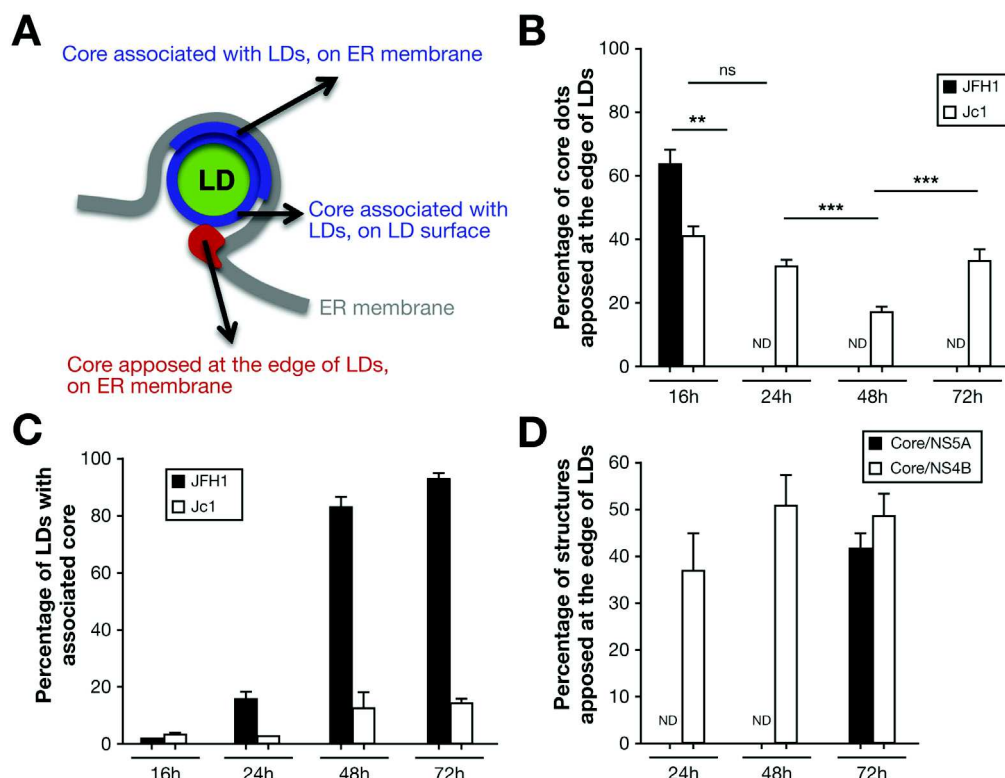 A
Core associated with LDs, on ER membrane
LD
Core associated with
LDs, on LD surface
ER membrane
Core apposed at the edge of LDs,
on ER membrane
B
Percentage of core dots
apposed at the edge of LDs
100
80
60
40
20
0
ns
**
***
***
JFH1
Jc1
ND
ND
ND
16h
24h
48h
72h
C
Percentage of LDs with
associated core
100
80
60
40
20
0
JFH1
Jc1
16h
24h
48h
72h
D
Percentage of structures
apposed at the edge of LDs
60
50
40
30
20
10
0
Core/NS5A
Core/NS4B
ND
ND
24h
48h
72h